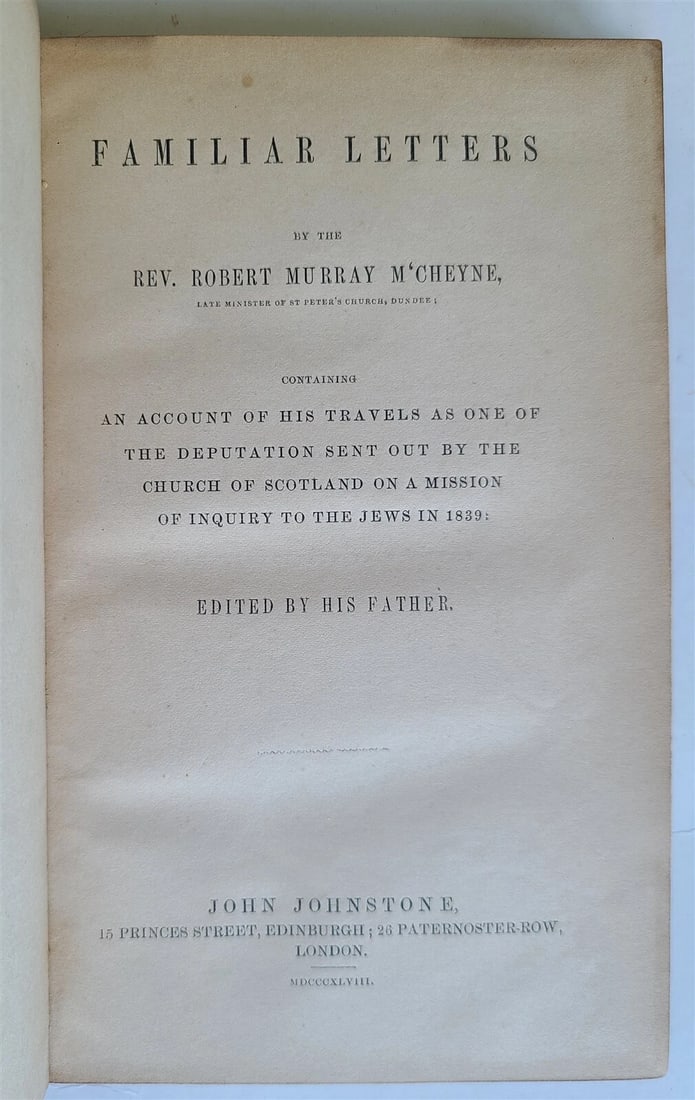 FAMILIAR LETTERS
BY THE
REV. ROBERT MURRAY M‘CHEYNE,
LATE MINISTER OF ST PETER'S CHURCH, DUNDEE;
CONTAINING
AN ACCOUNT OF HIS TRAVELS AS ONE OF
THE DEPUTATION SENT OUT BY THE
CHURCH OF SCOTLAND ON A MISSION
OF INQUIRY TO THE JEWS IN 1839:
EDITED BY HIS FATHER.
JOHN JOHNSTONE,
15 PRINCES STREET, EDINBURGH; 26 PATERNOSTER-ROW,
LONDON.
MDCCCXLVIII.